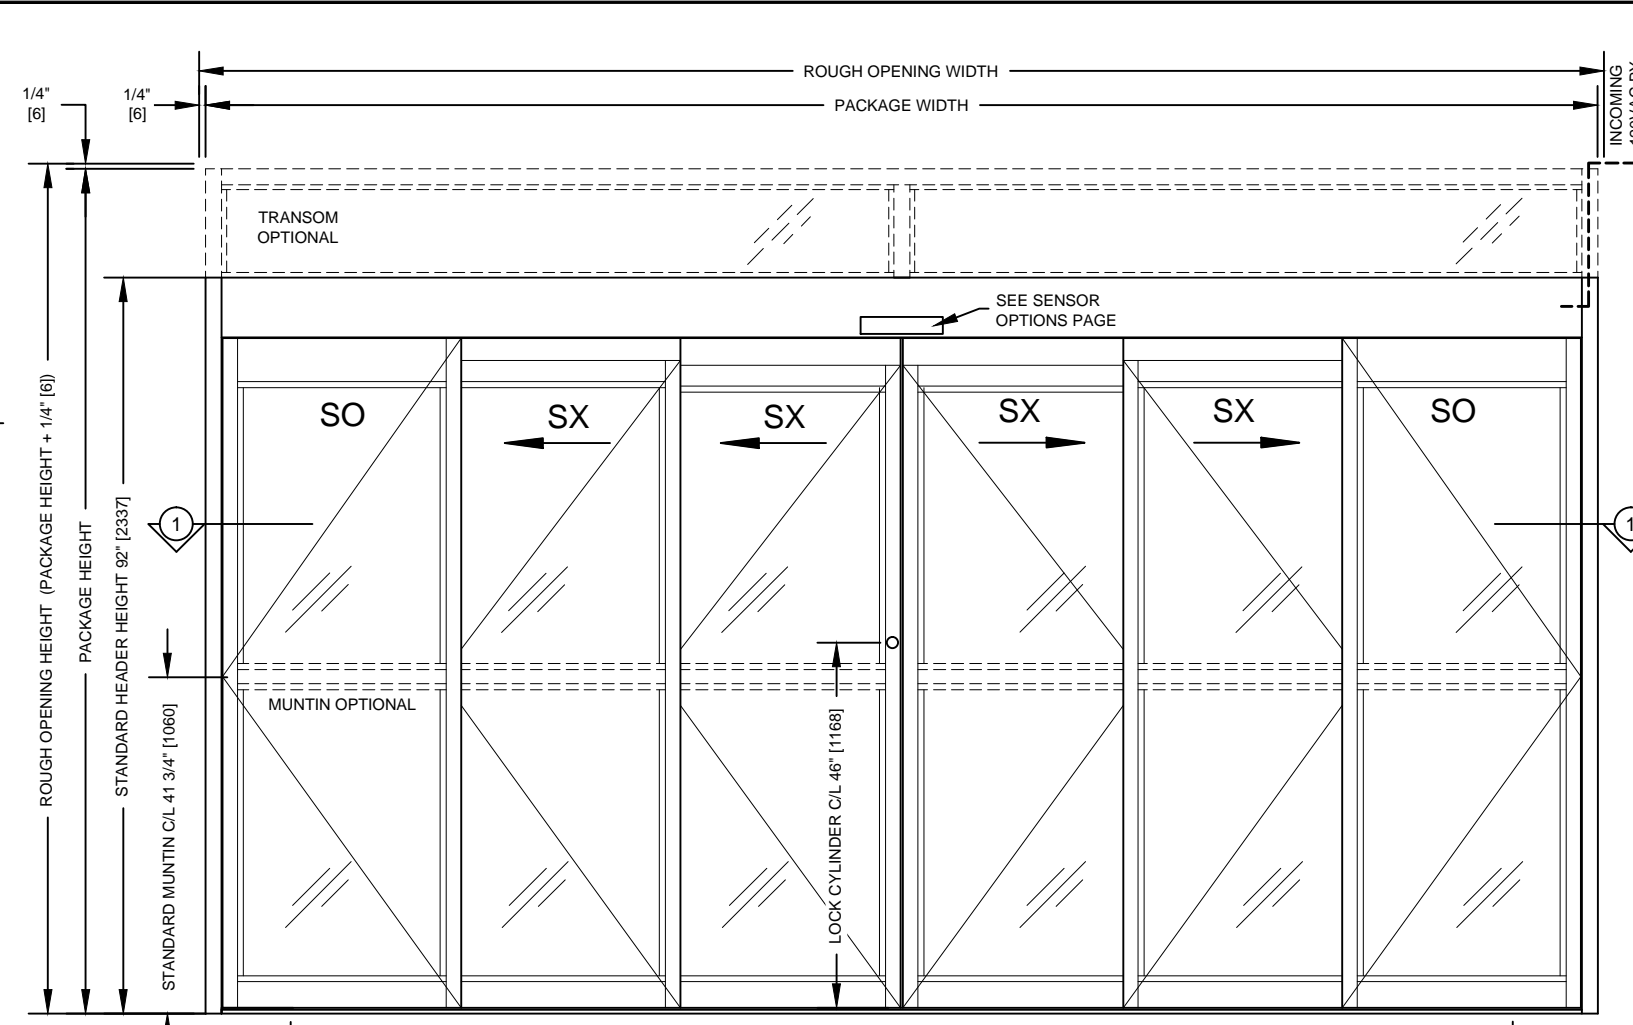 ROUGH OPENING WIDTH
PACKAGE WIDTH
1/4"
[6]
1/4"
[6]
INCOMING
TRANSOM
OPTIONAL
SEE SENSOR
OPTIONS PAGE
SO
SX
SX
SX
SX
SO
1
1
ROUGH OPENING HEIGHT (PACKAGE HEIGHT + 1/4" [6])
PACKAGE HEIGHT
STANDARD HEADER HEIGHT 92" [2337]
STANDARD MUNTIN C/L 41 3/4" [1060]
MUNTIN OPTIONAL
LOCK CYLINDER C/L 46" [1168]